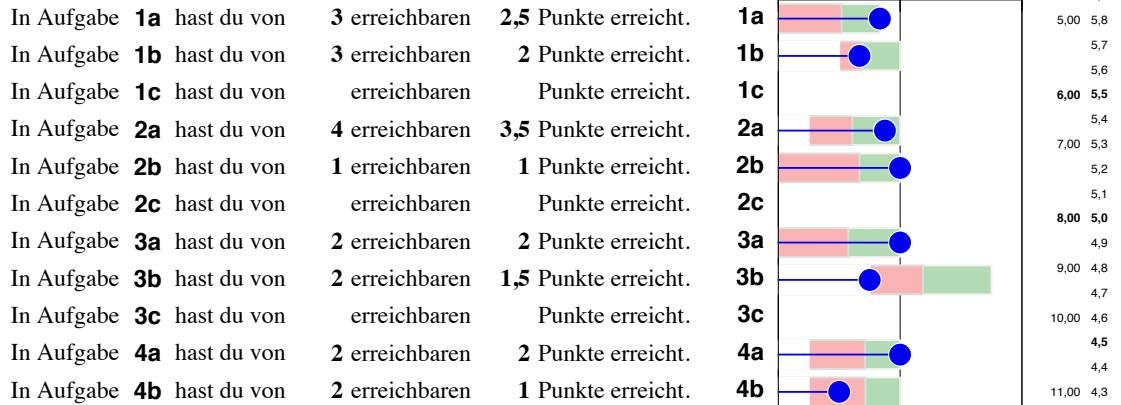 In Aufgabe 1a hast du von 3 erreichbaren 2,5 Punkte erreicht. 1a
In Aufgabe 1b hast du von 3 erreichbaren 2 Punkte erreicht. 1b
In Aufgabe 1c hast du von erreichbaren Punkte erreicht. 1c
In Aufgabe 2a hast du von 4 erreichbaren 3,5 Punkte erreicht. 2a
In Aufgabe 2b hast du von 1 erreichbaren 1 Punkte erreicht. 2b
In Aufgabe 2c hast du von erreichbaren Punkte erreicht. 2c
In Aufgabe 3a hast du von 2 erreichbaren 2 Punkte erreicht. 3a
In Aufgabe 3b hast du von 2 erreichbaren 1,5 Punkte erreicht. 3b
In Aufgabe 3c hast du von erreichbaren Punkte erreicht. 3c
In Aufgabe 4a hast du von 2 erreichbaren 2 Punkte erreicht. 4a
In Aufgabe 4b hast du von 2 erreichbaren 1 Punkte erreicht. 4b
5,00 5,8
5,7
5,6
6,00 5,5
5,4
7,00 5,3
5,2
5,1
8,00 5,0
4,9
9,00 4,8
4,7
10,00 4,6
4,5
4,4
11,00 4,3